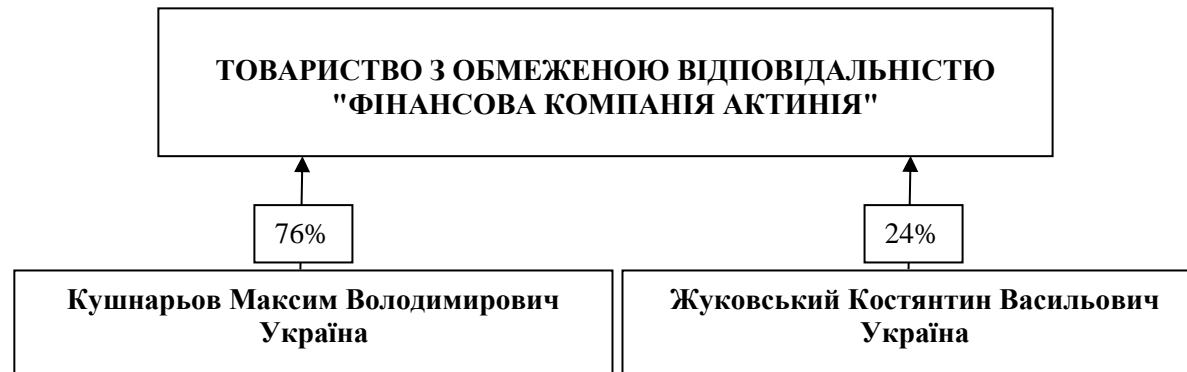 ТОВАРИСТВО З ОБМЕЖЕНОЮ ВІДПОВІДАЛЬНІСТЮ
"ФІНАНСОВА КОМПАНІЯ АКТИНІЯ"
76%
24%
Кушнарьов Максим Володимирович
Україна
Жуковський Костянтин Васильович
Україна